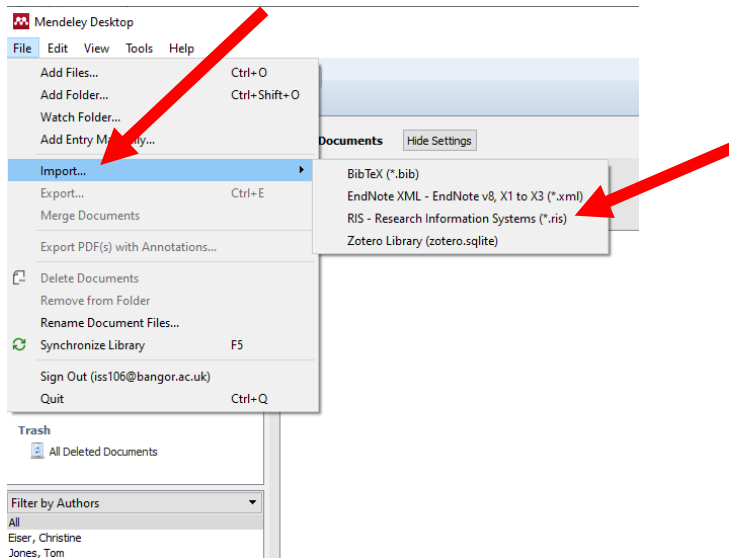 Mendeley Desktop
File Edit View Tools Help
Add Files... Ctrl+O
Add Folder... Ctrl+Shift+O
Watch Folder...
Add Entry
Documents Hide Settings
Import...
BibTeX (*.bib)
EndNote XML - EndNote v8, X1 to X3 (*.xml)
Export... Ctrl+E
RIS - Research Information Systems (*.ris)
Merge Documents
Zotero Library (zotero.sqlite)
Export PDF(s) with Annotations...
Delete Documents
Remove from Folder
Rename Document Files...
Synchronize Library F5
Sign Out (iss106@bangor.ac.uk)
Quit Ctrl+Q
Trash
All Deleted Documents
Filter by Authors
All
Eiser, Christine
Jones, Tom